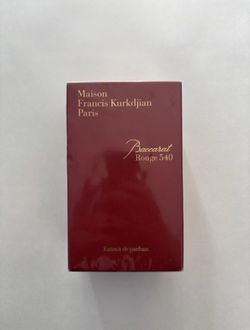 Maison
Francis Kurkdjian
Paris
Baccarat
Rouge 540
Extrait de parfum